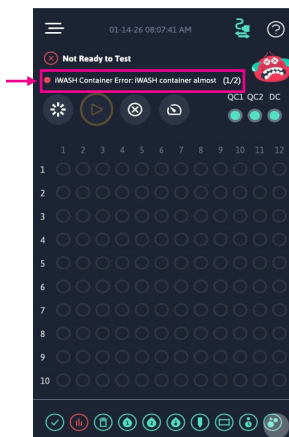 01-14-26 08:07:41 AM
Not Ready to Test
iWASH Container Error: iWASH container almost (1/2)
QC1 QC2 DC
1 2 3 4 5 6 7 8 9 10 11 12
1
2
3
4
5
6
7
8
9
10